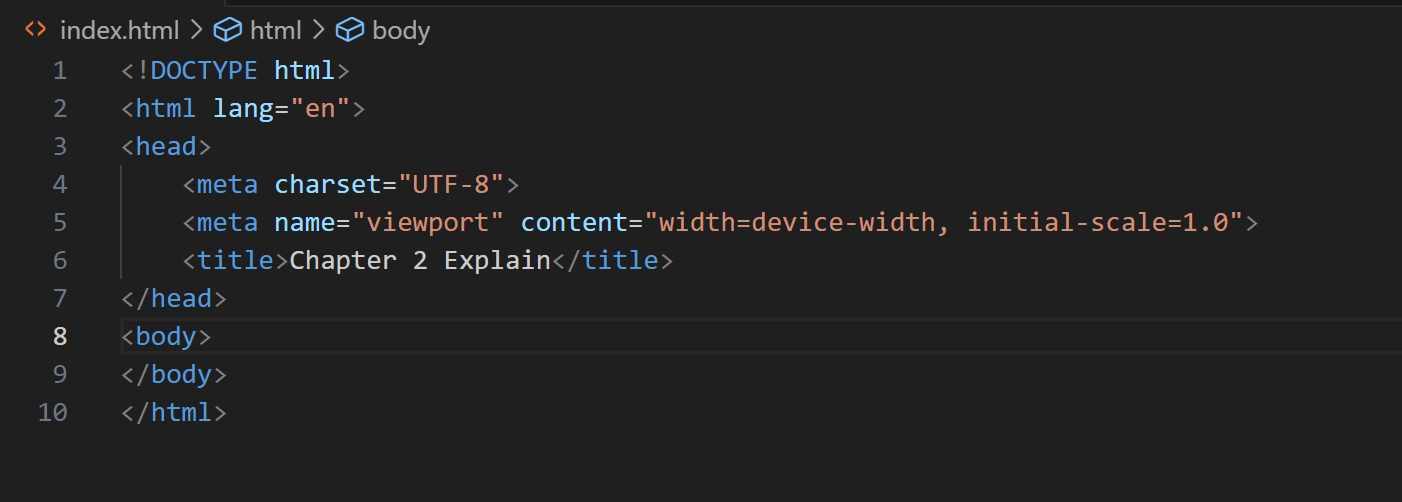 index.html > html > body
1 <!DOCTYPE html>
2 <html lang="en">
3 <head>
4     <meta charset="UTF-8">
5     <meta name="viewport" content="width=device-width, initial-scale=1.0">
6     <title>Chapter 2 Explain</title>
7 </head>
8 <body>
9 </body>
10 </html>